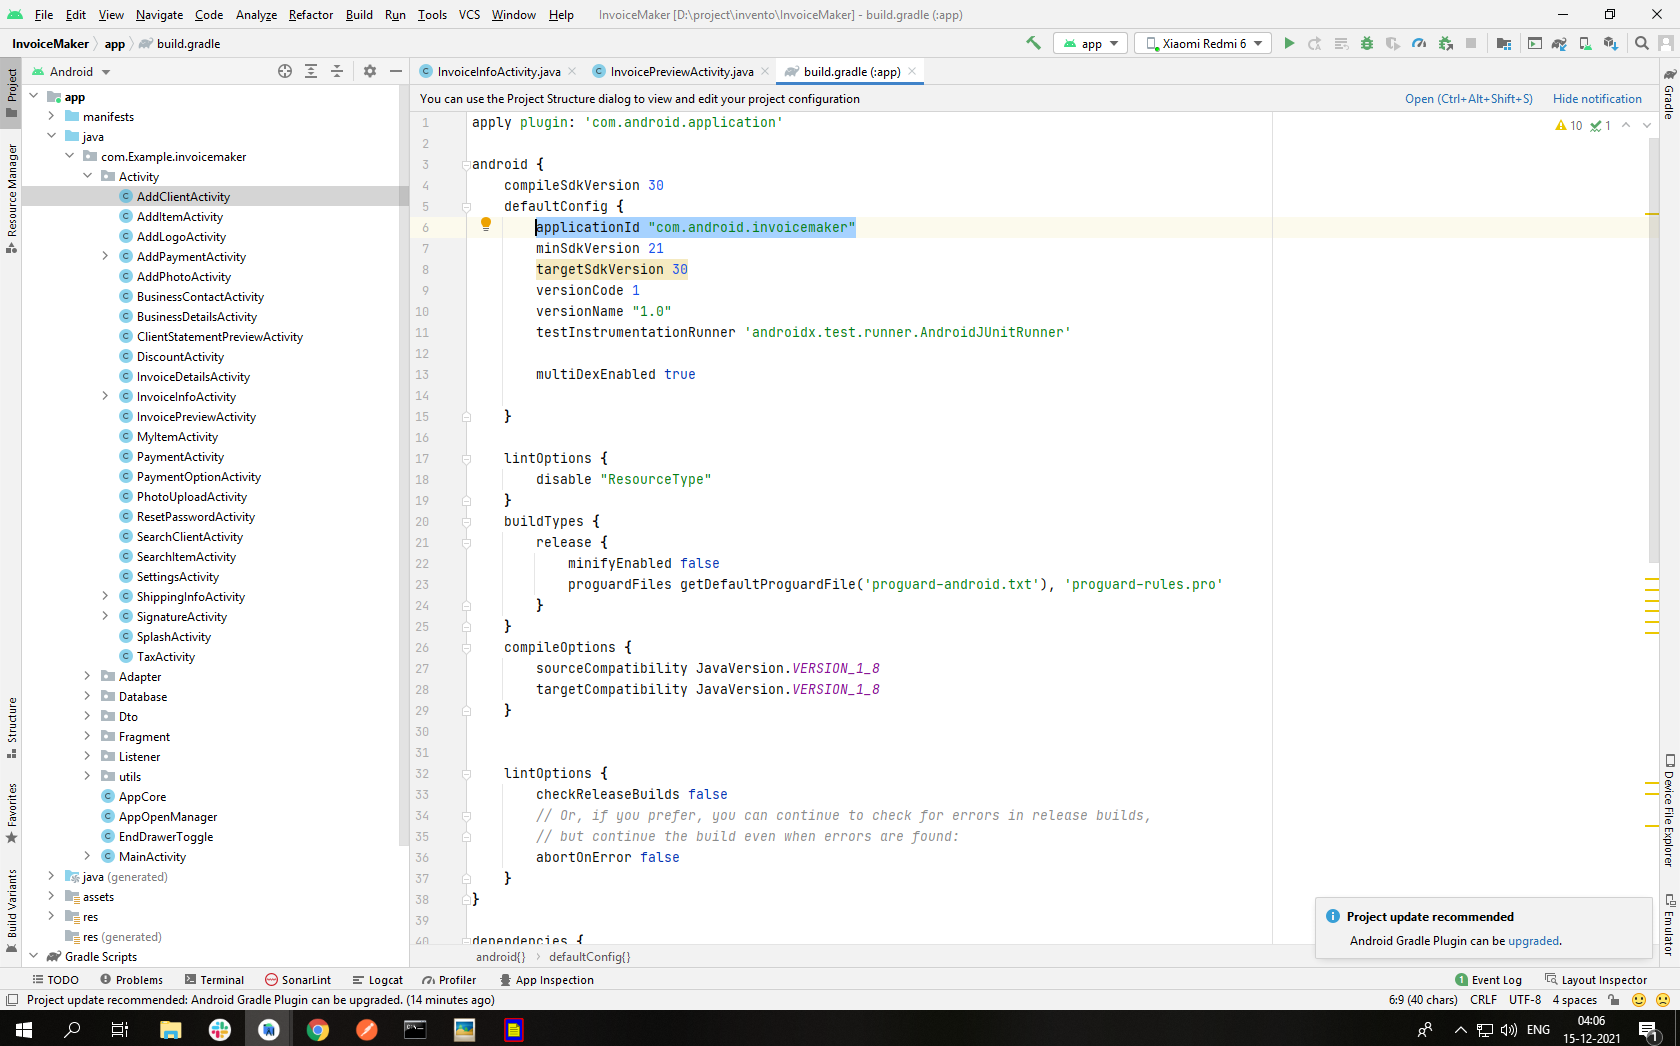 File Edit View Navigate Code Analyze Refactor Build Run Tools VCS Window Help InvoiceMaker [D:\project\invento\InvoiceMaker] - build.gradle (:app)
InvoiceMaker app build.gradle app Xiaomi Redmi 6
Android InvoiceInfoActivity.java InvoicePreviewActivity.java build.gradle (:app)
You can use the Project Structure dialog to view and edit your project configuration Open (Ctrl+Alt+Shift+S) Hide notification
10 1
Project
Resource Manager
Structure
Favorites
Build Variants
app
manifests
java
com.Example.invoicemaker
Activity
AddClientActivity
AddItemActivity
AddLogoActivity
AddPaymentActivity
AddPhotoActivity
BusinessContactActivity
BusinessDetailsActivity
ClientStatementPreviewActivity
DiscountActivity
InvoiceDetailsActivity
InvoiceInfoActivity
InvoicePreviewActivity
MyItemActivity
PaymentActivity
PaymentOptionActivity
PhotoUploadActivity
ResetPasswordActivity
SearchClientActivity
SearchItemActivity
SettingsActivity
ShippingInfoActivity
SignatureActivity
SplashActivity
TaxActivity
Adapter
Database
Dto
Fragment
Listener
utils
AppCore
AppOpenManager
EndDrawerToggle
MainActivity
java (generated)
assets
res
res (generated)
Gradle Scripts
1 apply plugin: 'com.android.application'
2
3 android {
4 compileSdkVersion 30
5 defaultConfig {
6 applicationId "com.android.invoicemaker"
7 minSdkVersion 21
8 targetSdkVersion 30
9 versionCode 1
10 versionName "1.0"
11 testInstrumentationRunner 'androidx.test.runner.AndroidJUnitRunner'
12
13 multiDexEnabled true
14
15 }
16
17 lintOptions {
18 disable "ResourceType"
19 }
20 buildTypes {
21 release {
22 minifyEnabled false
23 proguardFiles getDefaultProguardFile('proguard-android.txt'), 'proguard-rules.pro'
24 }
25 }
26 compileOptions {
27 sourceCompatibility JavaVersion.VERSION_1_8
28 targetCompatibility JavaVersion.VERSION_1_8
29 }
30
31
32 lintOptions {
33 checkReleaseBuilds false
34 // Or, if you prefer, you can continue to check for errors in release builds,
35 // but continue the build even when errors are found:
36 abortOnError false
37 }
38 }
39
40 dependencies {
android{} defaultConfig{}
Gradle
Device File Explorer
Emulator
Project update recommended
Android Gradle Plugin can be upgraded.
TODO Problems Terminal SonarLint Logcat Profiler App Inspection 1 Event Log Layout Inspector
Project update recommended: Android Gradle Plugin can be upgraded. (14 minutes ago) 6:9 (40 chars) CRLF UTF-8 4 spaces
ENG
04:06
15-12-2021
1